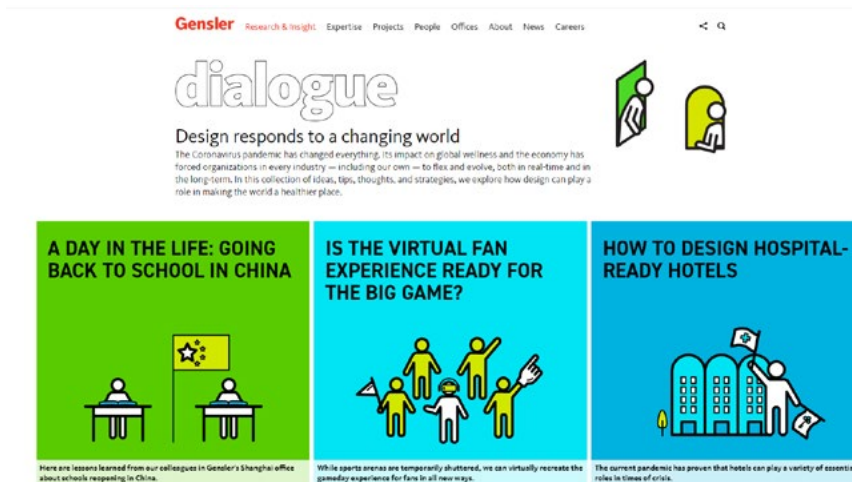 Gensler Research & Insight Expertise Projects People Offices About News Careers
dialogue
Design responds to a changing world
The Coronavirus pandemic has changed everything. Its impact on global wellness and the economy has
forced organizations in every industry — including our own — to flex and evolve, both in real-time and in
the long-term. In this collection of ideas, tips, thoughts, and strategies, we explore how design can play a
role in making the world a healthier place.
A DAY IN THE LIFE: GOING
BACK TO SCHOOL IN CHINA
Here are lessons learned from our colleagues in Gensler's Shanghai office
about schools reopening in China.
IS THE VIRTUAL FAN
EXPERIENCE READY FOR
THE BIG GAME?
While sports arenas are temporarily shuttered, we can virtually recreate the
gameday experience for fans in all new ways.
HOW TO DESIGN HOSPITAL-
READY HOTELS
The current pandemic has proven that hotels can play a variety of essentia
roles in times of crisis.